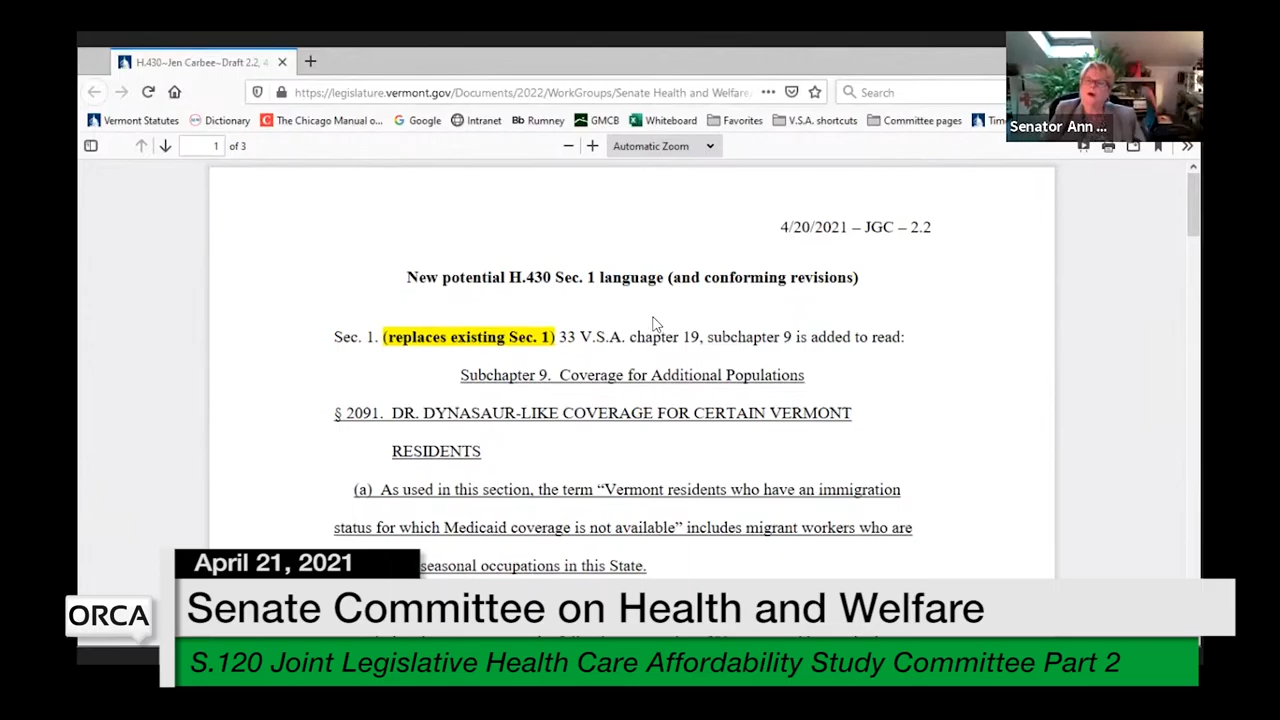 H.430~Jen Carbee~Draft 2.2, 4
https://legislature.vermont.gov/Documents/2022/WorkGroups/Senate Health and Welfare
Search
Vermont Statutes Dictionary The Chicago Manual o... Google Intranet Bb Rumney GMCB Whiteboard Favorites V.S.A. shortcuts Committee pages Time
Senator Ann ...
1 of 3
Automatic Zoom
4/20/2021 – JGC – 2.2
New potential H.430 Sec. 1 language (and conforming revisions)
Sec. 1. (replaces existing Sec. 1) 33 V.S.A. chapter 19, subchapter 9 is added to read:
Subchapter 9. Coverage for Additional Populations
§ 2091. DR. DYNASAUR-LIKE COVERAGE FOR CERTAIN VERMONT
RESIDENTS
(a) As used in this section, the term “Vermont residents who have an immigration
status for which Medicaid coverage is not available” includes migrant workers who are
seasonal occupations in this State.
April 21, 2021
ORCA
Senate Committee on Health and Welfare
S.120 Joint Legislative Health Care Affordability Study Committee Part 2